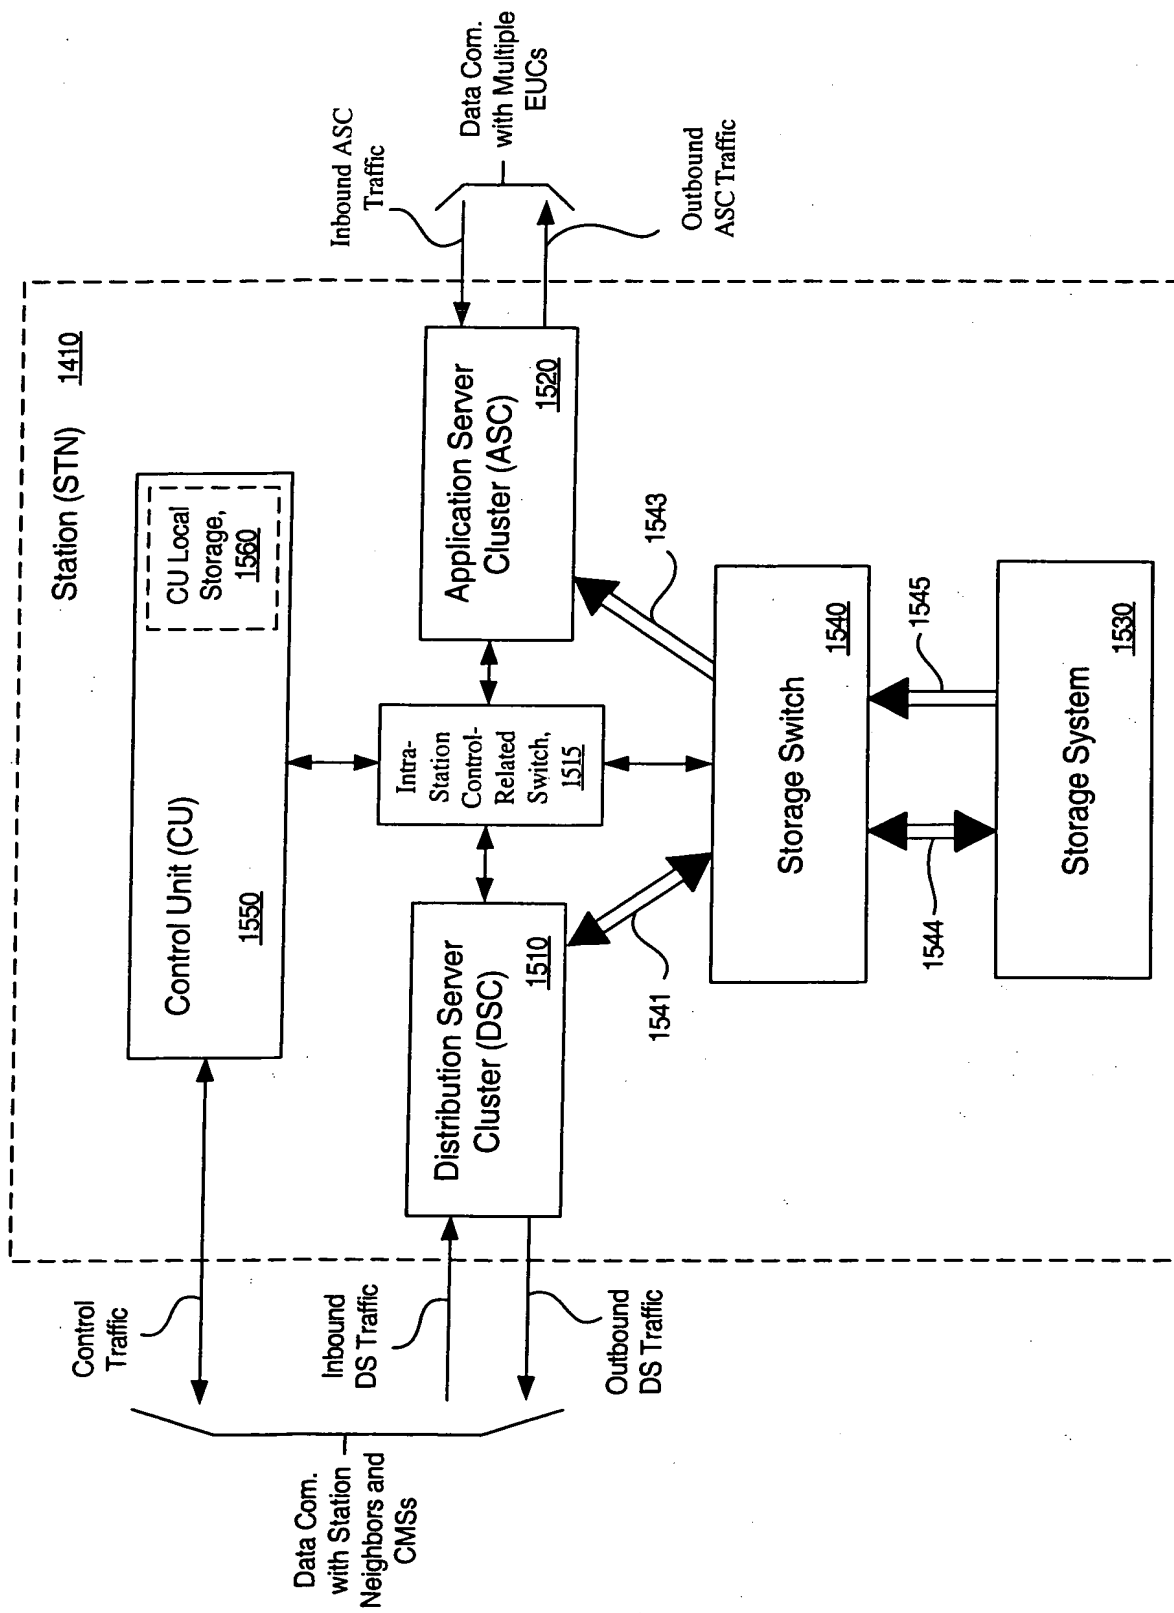 Station (STN)
1410
Control Unit (CU)
1550
CU Local
Storage,
1560
Control
Traffic
Inbound
DS Traffic
Outbound
DS Traffic
Data Com.
with Station
Neighbors and
CMSs
Distribution Server
Cluster (DSC)
1510
Intra-
Station
Control-
Related
Switch,
1515
Application Server
Cluster (ASC)
1520
Inbound ASC
Traffic
Outbound
ASC Traffic
Data Com.
with Multiple
EUCs
1541
1543
Storage Switch
1540
1544
1545
Storage System
1530